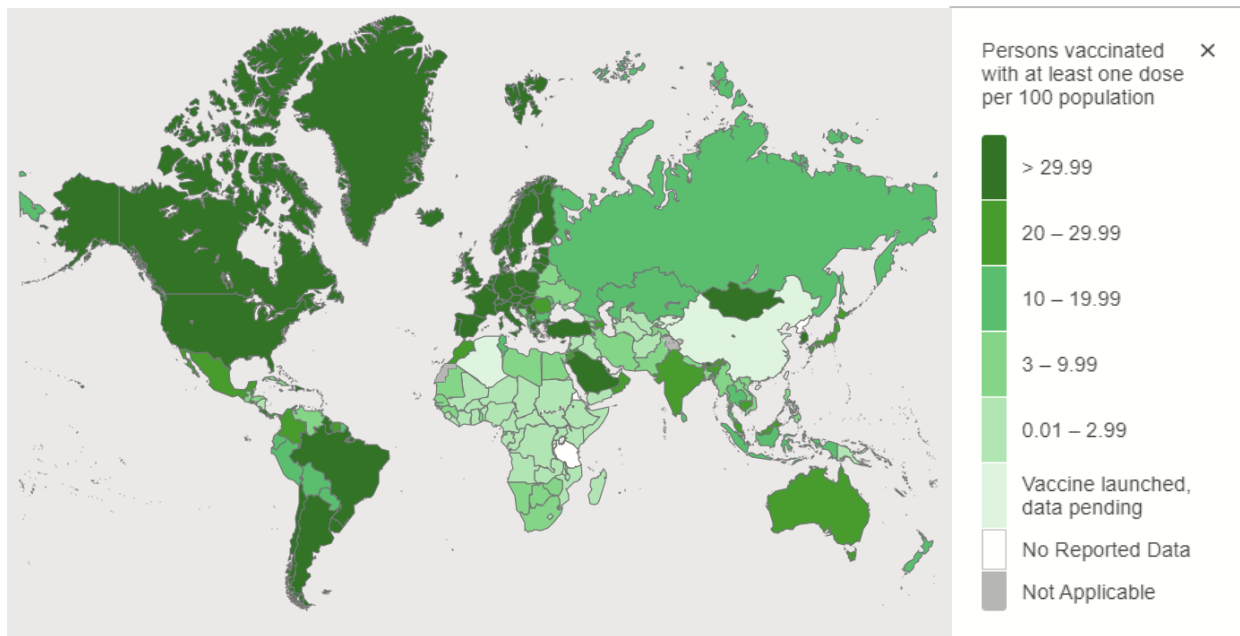 Persons vaccinated ×
with at least one dose
per 100 population
> 29.99
20 – 29.99
10 – 19.99
3 – 9.99
0.01 – 2.99
Vaccine launched,
data pending
No Reported Data
Not Applicable